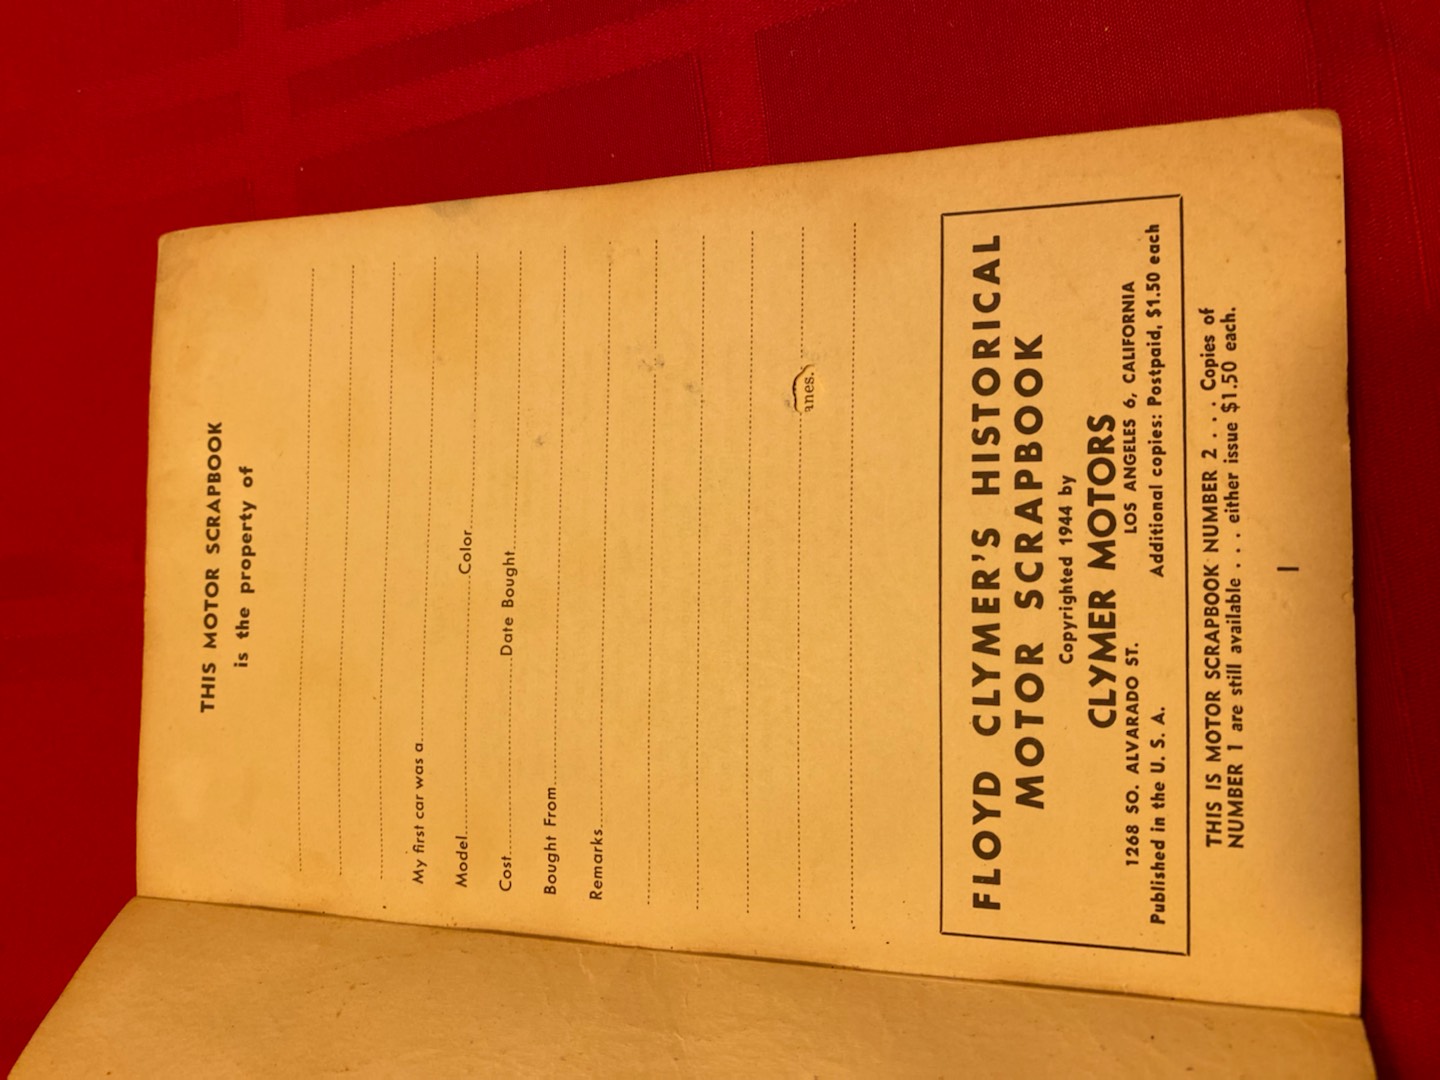 THIS MOTOR SCRAPBOOK
is the property of
My first car was a
Model Color
Cost Date Bought
Bought From
Remarks
anes.
FLOYD CLYMER'S HISTORICAL
MOTOR SCRAPBOOK
Copyrighted 1944 by
CLYMER MOTORS
1268 SO. ALVARADO ST. LOS ANGELES 6, CALIFORNIA
Published in the U. S. A. Additional copies: Postpaid, $1.50 each
THIS IS MOTOR SCRAPBOOK NUMBER 2 . . . Copies of
NUMBER 1 are still available . . . either issue $1.50 each.
1